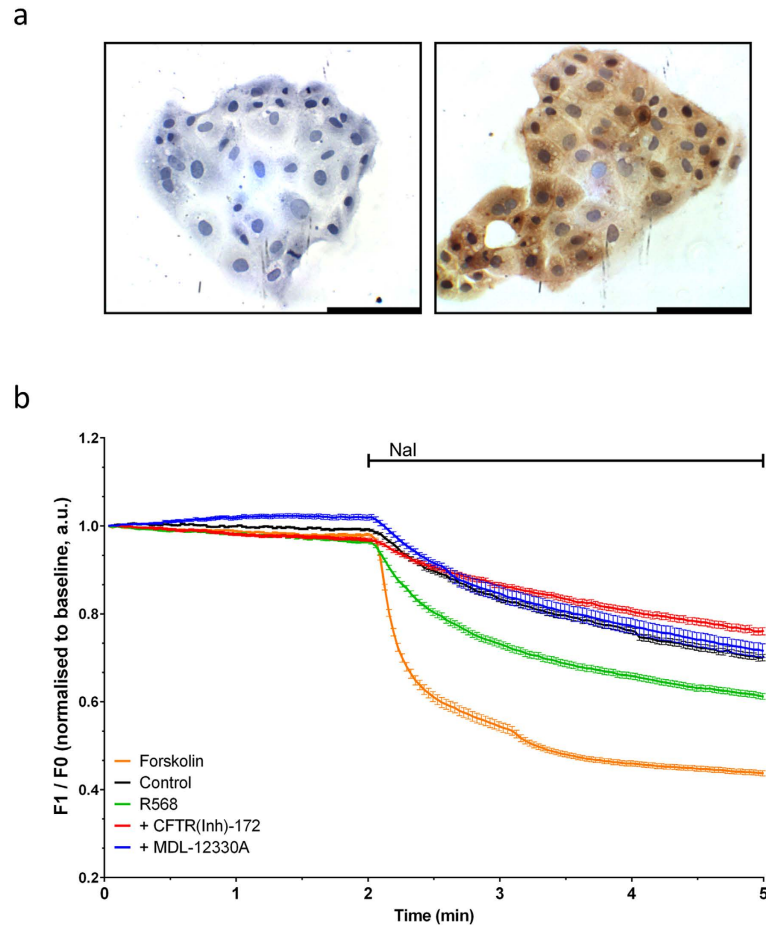 a
b
1.2
1.0
0.8
0.6
0.4
0.2
F1 / F0 (normalised to baseline, a.u.)
NaI
Forskolin
Control
R568
+ CFTR(Inh)-172
+ MDL-12330A
0
1
2
3
4
5
Time (min)